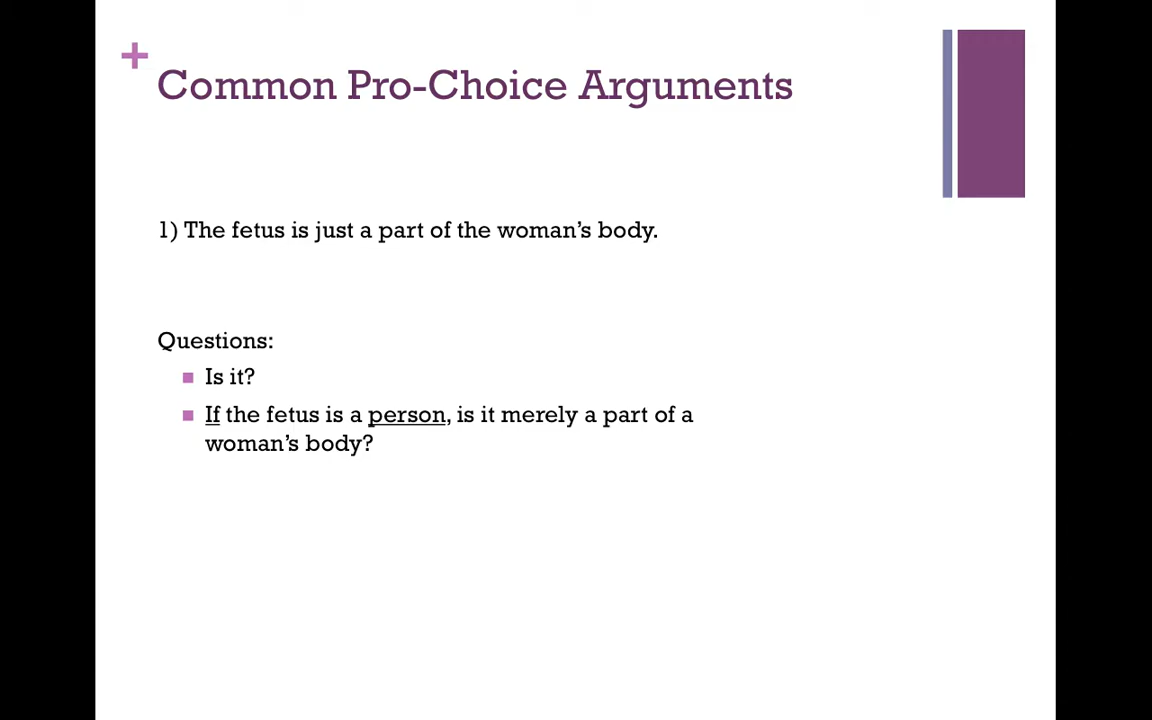 +
Common Pro-Choice Arguments
1) The fetus is just a part of the woman’s body.
Questions:
Is it?
If the fetus is a person, is it merely a part of a
woman’s body?